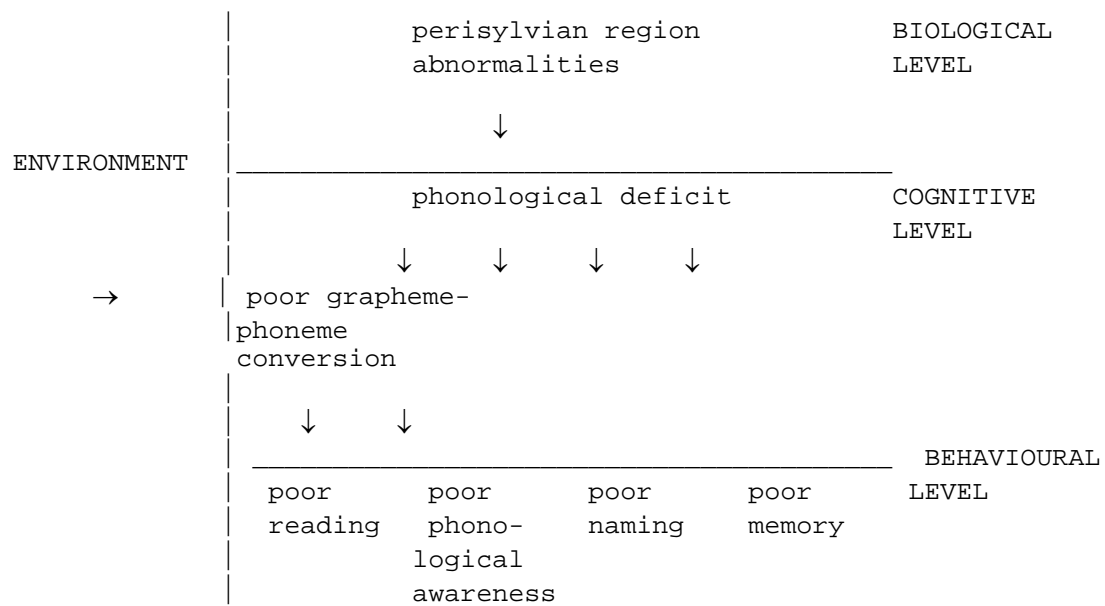 perisylvian region BIOLOGICAL
abnormalities LEVEL
↓
ENVIRONMENT
phonological deficit COGNITIVE
LEVEL
↓ ↓ ↓ ↓
→ poor grapheme-
phoneme
conversion
↓ ↓
BEHAVIOURAL
poor poor poor poor LEVEL
reading phono- naming memory
logical
awareness